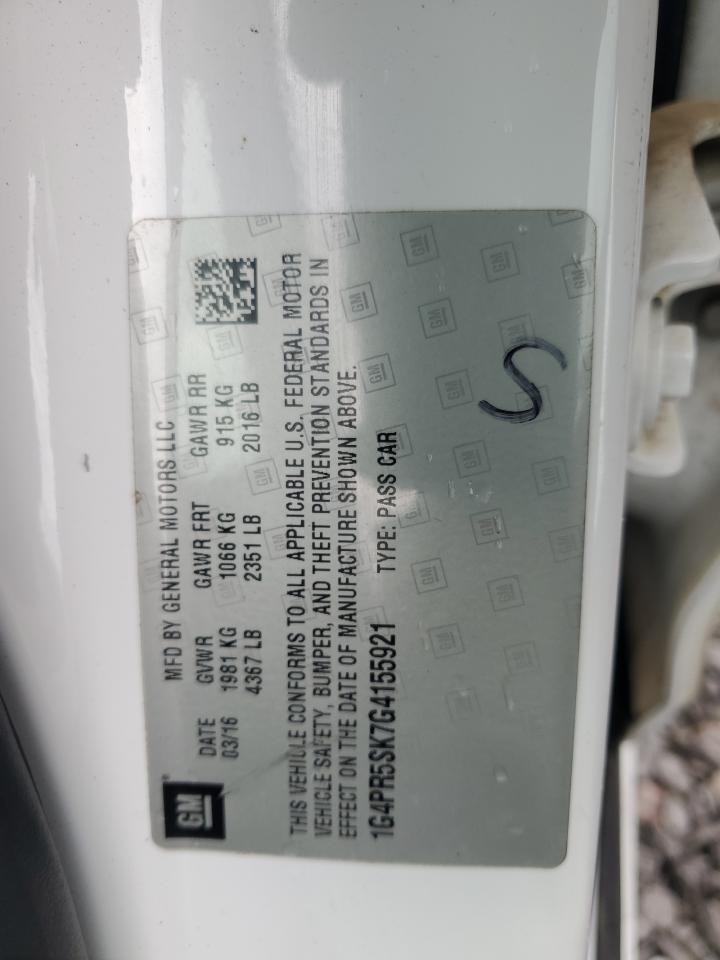 GM
MFD BY GENERAL MOTORS LLC
DATE GVWR GAWR FRT GAWR RR
03/16 1981 KG 1066 KG 915 KG
4367 LB 2351 LB 2016 LB
THIS VEHICLE CONFORMS TO ALL APPLICABLE U.S. FEDERAL MOTOR
VEHICLE SAFETY, BUMPER, AND THEFT PREVENTION STANDARDS IN
EFFECT ON THE DATE OF MANUFACTURE SHOWN ABOVE.
1G4PR5SK7G4155921 TYPE: PASS CAR